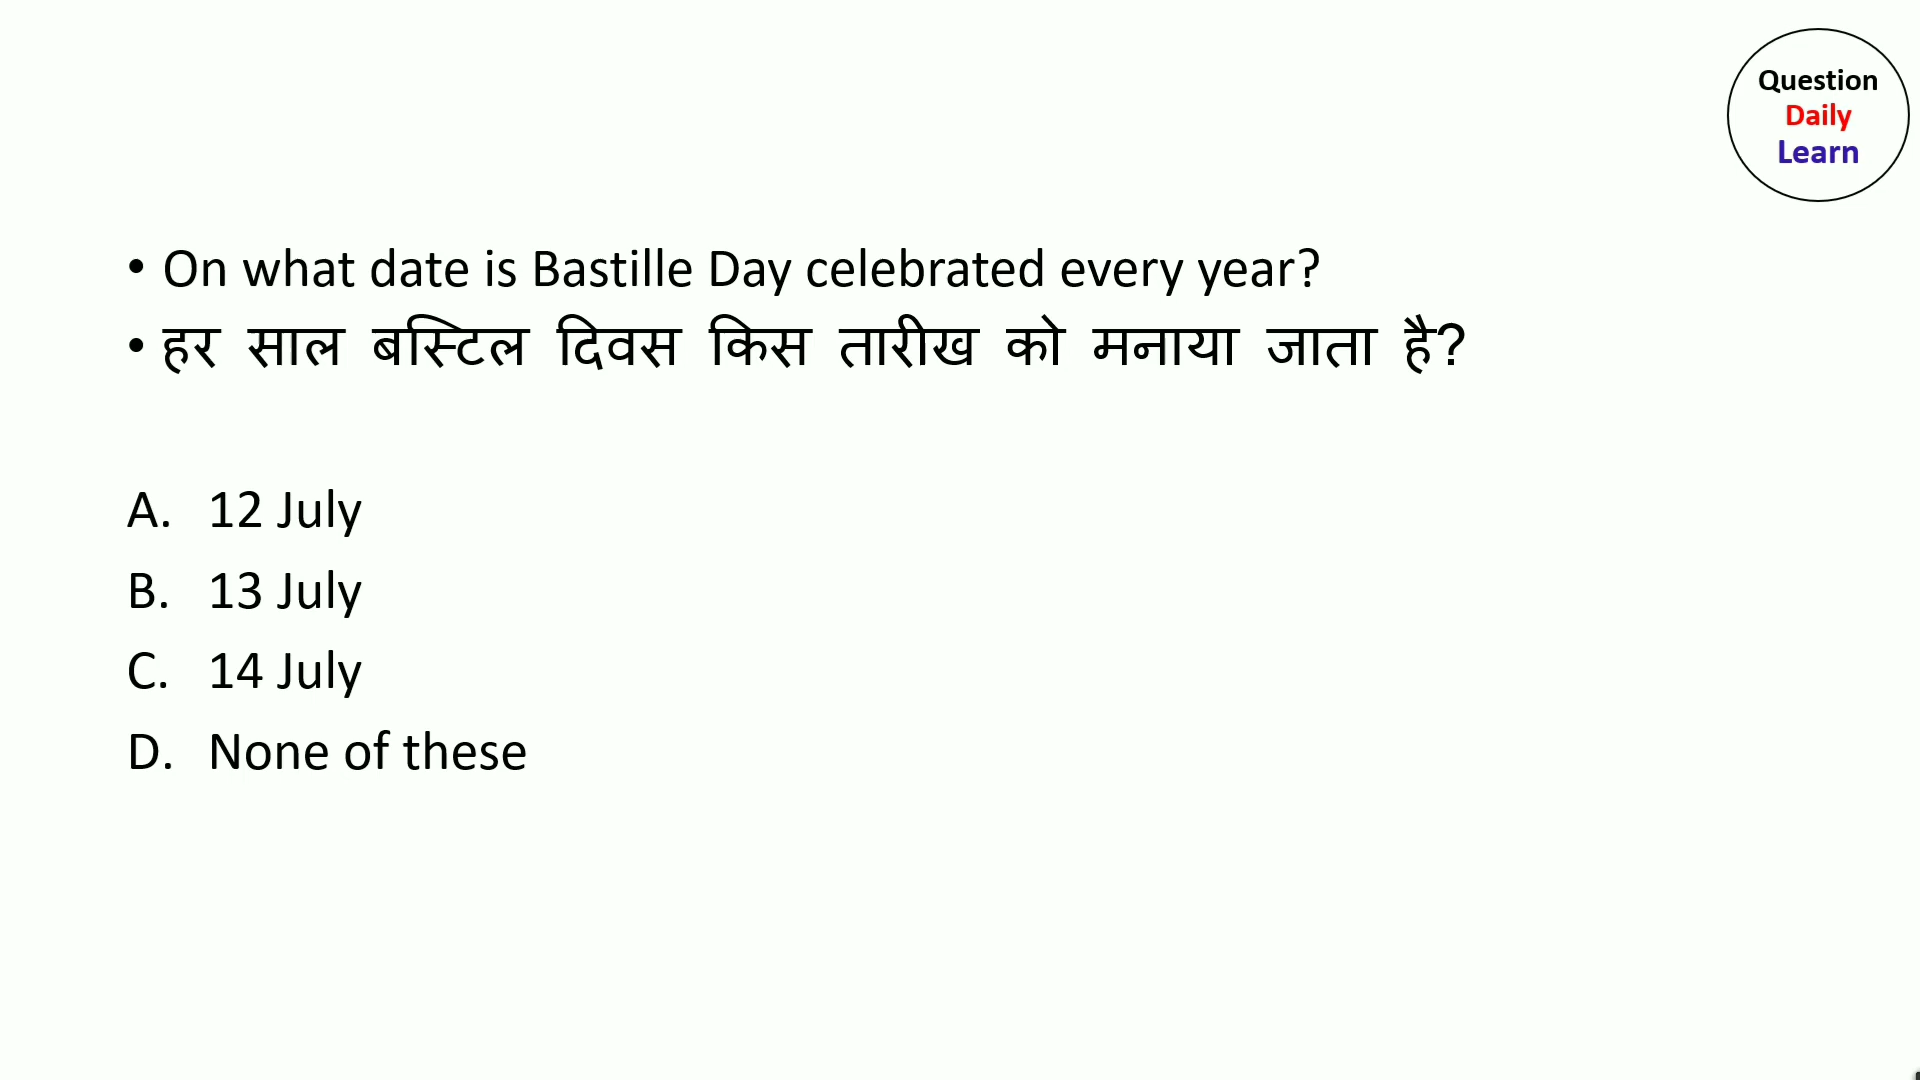 Question
Daily
Learn
• On what date is Bastille Day celebrated every year?
• हर साल बस्टिल दिवस किस तारीख को मनाया जाता है?
A. 12 July
B. 13 July
C. 14 July
D. None of these